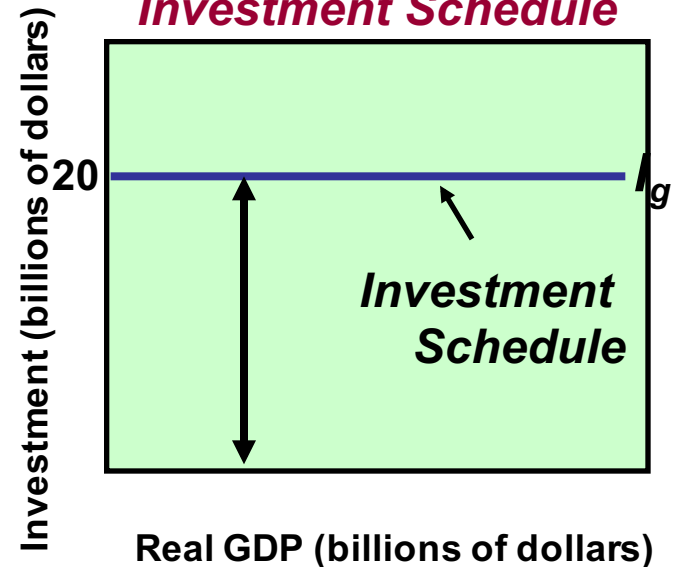 Investment Schedule
Investment (billions of dollars)
20
Ig
Investment
Schedule
Real GDP (billions of dollars)